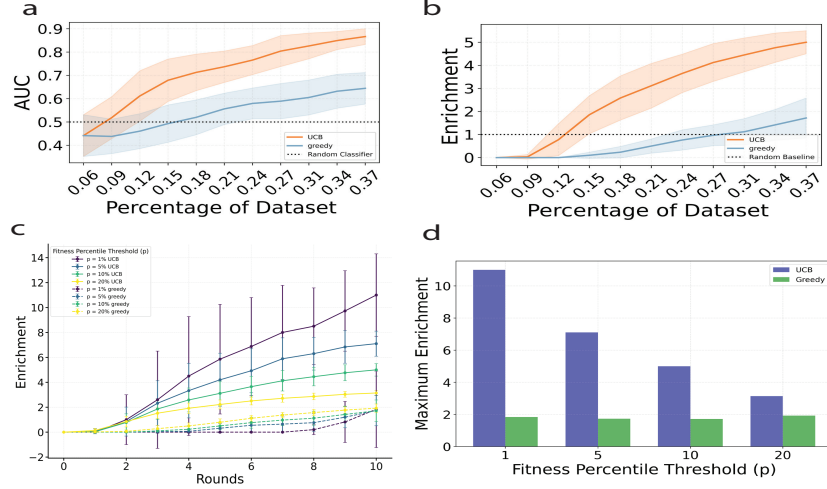 a
0.9
0.8
0.7
0.6
0.5
0.4
AUC
UCB
greedy
Random Classifier
0.06
0.09
0.12
0.15
0.18
0.21
0.24
0.27
0.31
0.34
0.37
Percentage of Dataset
b
5
4
3
2
1
0
Enrichment
UCB
greedy
Random Baseline
0.06
0.09
0.12
0.15
0.18
0.21
0.24
0.27
0.31
0.34
0.37
Percentage of Dataset
c
14
12
10
8
6
4
2
0
−2
Enrichment
Fitness Percentile Threshold (p)
p = 1% UCB
p = 5% UCB
p = 10% UCB
p = 20% UCB
p = 1% greedy
p = 5% greedy
p = 10% greedy
p = 20% greedy
0
2
4
6
8
10
Rounds
d
10
8
6
4
2
0
Maximum Enrichment
UCB
Greedy
1
5
10
20
Fitness Percentile Threshold (p)